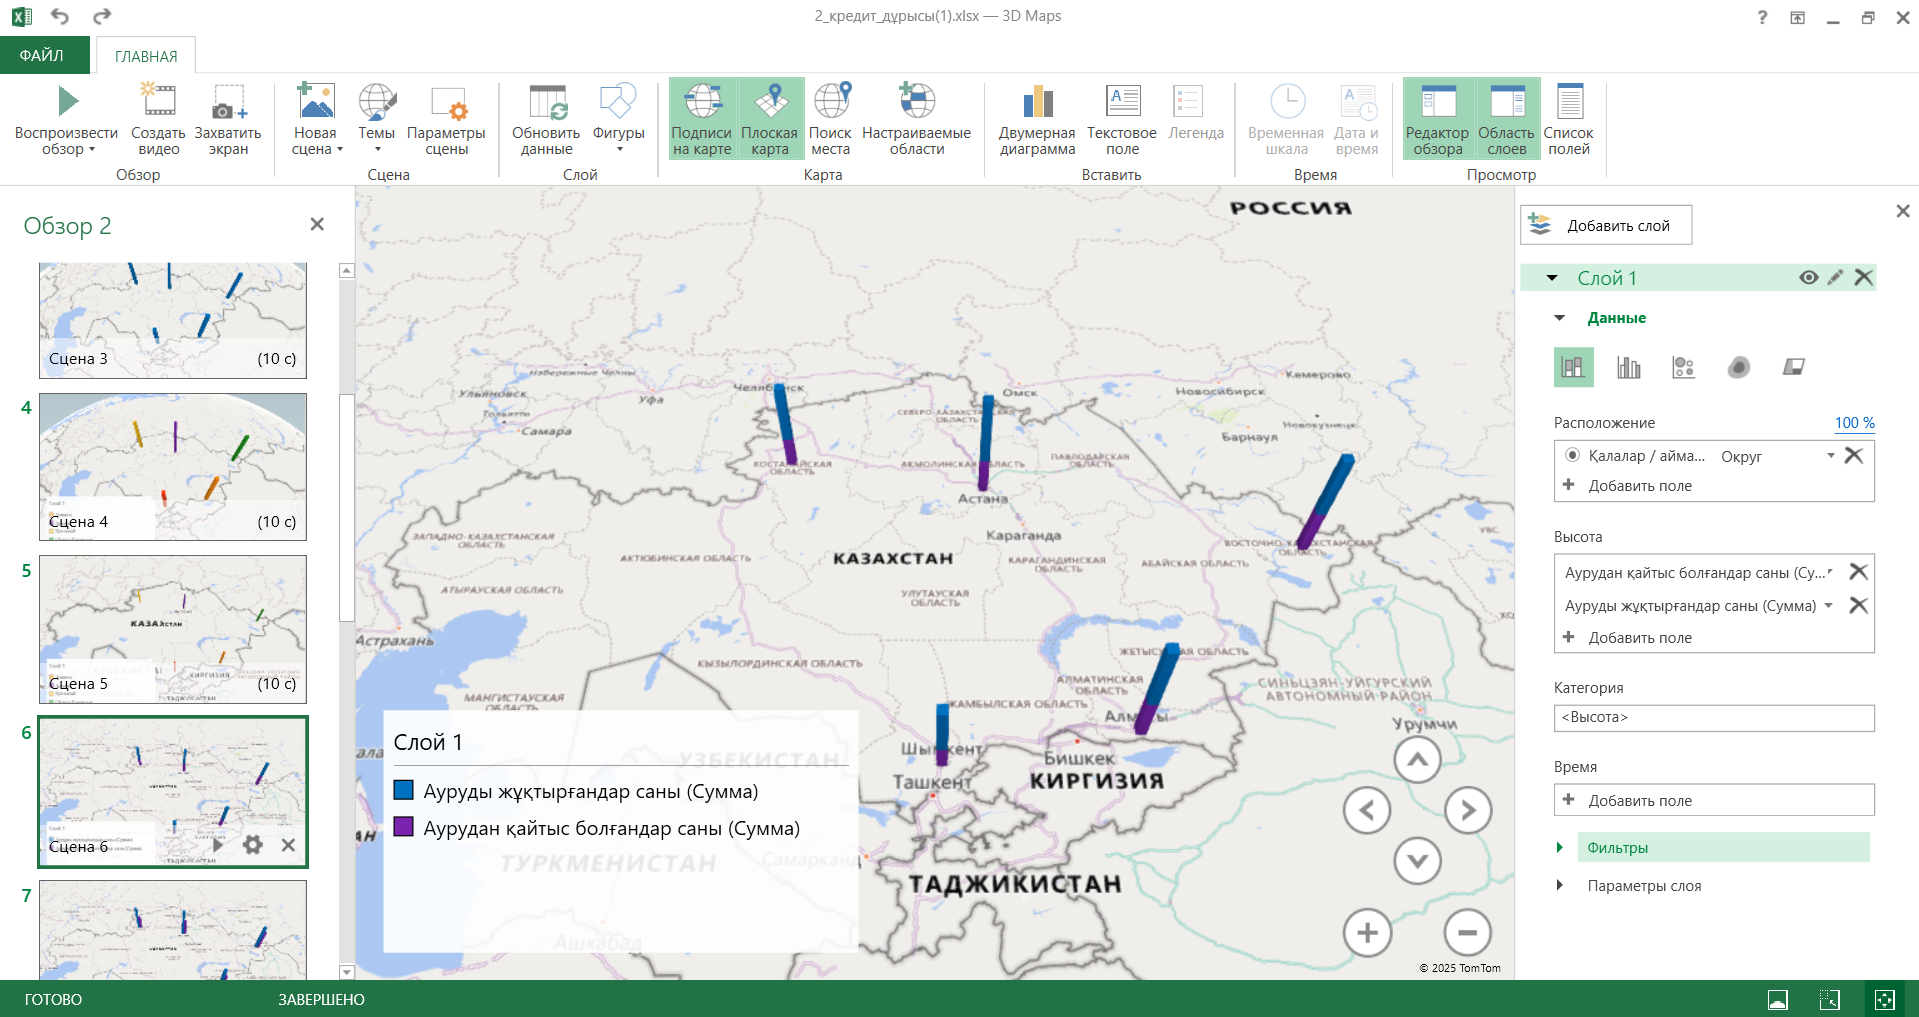 2_кредит_дұрысы(1).xlsx — 3D Maps
?
ФАЙЛ
ГЛАВНАЯ
Воспроизвести обзор
Создать видео
Захватить экран
Обзор
Новая сцена
Темы
Параметры сцены
Сцена
Обновить данные
Фигуры
Слой
Подписи на карте
Плоская карта
Поиск места
Настраиваемые области
Карта
Двумерная диаграмма
Текстовое поле
Легенда
Вставить
Временная шкала
Дата и время
Время
Редактор обзора
Область слоев
Список полей
Просмотр
Обзор 2
Сцена 3 (10 с)
4
Сцена 4 (10 с)
5
КАЗАХСТАН
КИРГИЗИЯ
ТАДЖИКИСТАН
Сцена 5 (10 с)
6
Сцена 6
7
РОССИЯ
Набережные Челны
Ульяновск
Тольятти
Самара
Уфа
Челябинск
Омск
Новосибирск
Кемерово
Барнаул
Новокузнецк
СЕВЕРО-КАЗАХСТАНСКАЯ ОБЛАСТЬ
КОСТАНАЙСКАЯ ОБЛАСТЬ
АКМОЛИНСКАЯ ОБЛАСТЬ
ПАВЛОДАРСКАЯ ОБЛАСТЬ
Астана
Караганда
ЗАПАДНО-КАЗАХСТАНСКАЯ ОБЛАСТЬ
АКТЮБИНСКАЯ ОБЛАСТЬ
КАЗАХСТАН
КАРАГАНДИНСКАЯ ОБЛАСТЬ
АБАЙСКАЯ ОБЛАСТЬ
ВОСТОЧНО-КАЗАХСТАНСКАЯ ОБЛАСТЬ
УВС.
АТЫРАУСКАЯ ОБЛАСТЬ
УЛУТАУСКАЯ ОБЛАСТЬ
Астрахань
КЫЗЫЛОРДИНСКАЯ ОБЛАСТЬ
ЖЕТЫСУСКАЯ ОБЛАСТЬ
МАНГИСТАУСКАЯ ОБЛАСТЬ
АЛМАТИНСКАЯ ОБЛАСТЬ
СИНЬЦЗЯН-УЙГУРСКИЙ АВТОНОМНЫЙ РАЙОН
ЖАМБЫЛСКАЯ ОБЛАСТЬ
Алматы
Урумчи
Шымкент
Бишкек
Ташкент
КИРГИЗИЯ
УЗБЕКИСТАН
ТУРКМЕНИСТАН
Самарканд
ТАДЖИКИСТАН
Ашхабад
Слой 1
Ауруды жұқтырғандар саны (Сумма)
Аурудан қайтыс болғандар саны (Сумма)
© 2025 TomTom
Добавить слой
Слой 1
Данные
Расположение 100 %
Қалалар / айма... Округ
Добавить поле
Высота
Аурудан қайтыс болғандар саны (Су...
Ауруды жұқтырғандар саны (Сумма)
Добавить поле
Категория
<Высота>
Время
Добавить поле
Фильтры
Параметры слоя
ГОТОВО
ЗАВЕРШЕНО